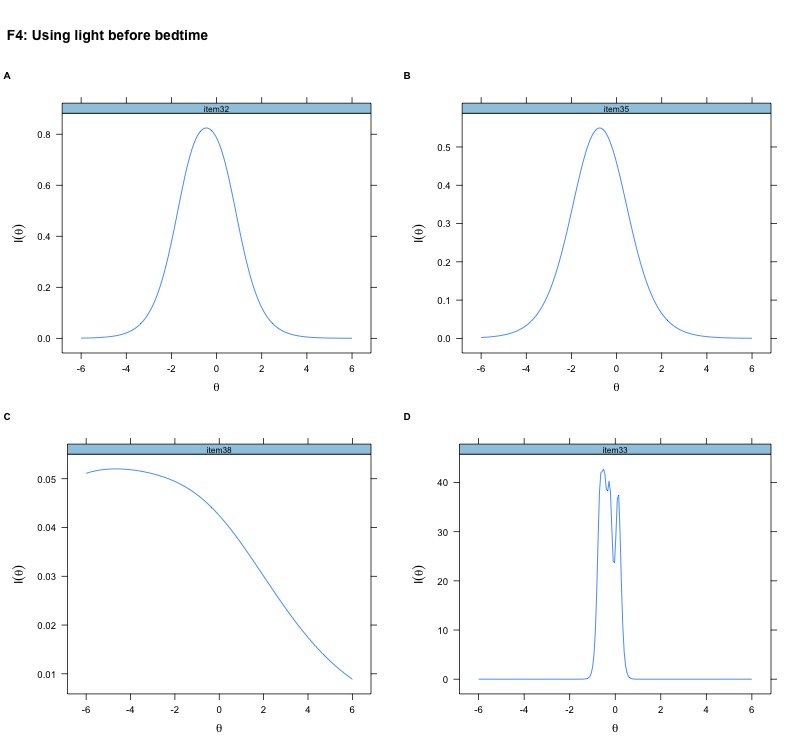 F4: Using light before bedtime
A
item32
I(θ)
0.8
0.6
0.4
0.2
0.0
-6 -4 -2 0 2 4 6
θ
B
item35
I(θ)
0.5
0.4
0.3
0.2
0.1
0.0
-6 -4 -2 0 2 4 6
θ
C
item38
I(θ)
0.05
0.04
0.03
0.02
0.01
-6 -4 -2 0 2 4 6
θ
D
item33
I(θ)
40
30
20
10
0
-6 -4 -2 0 2 4 6
θ